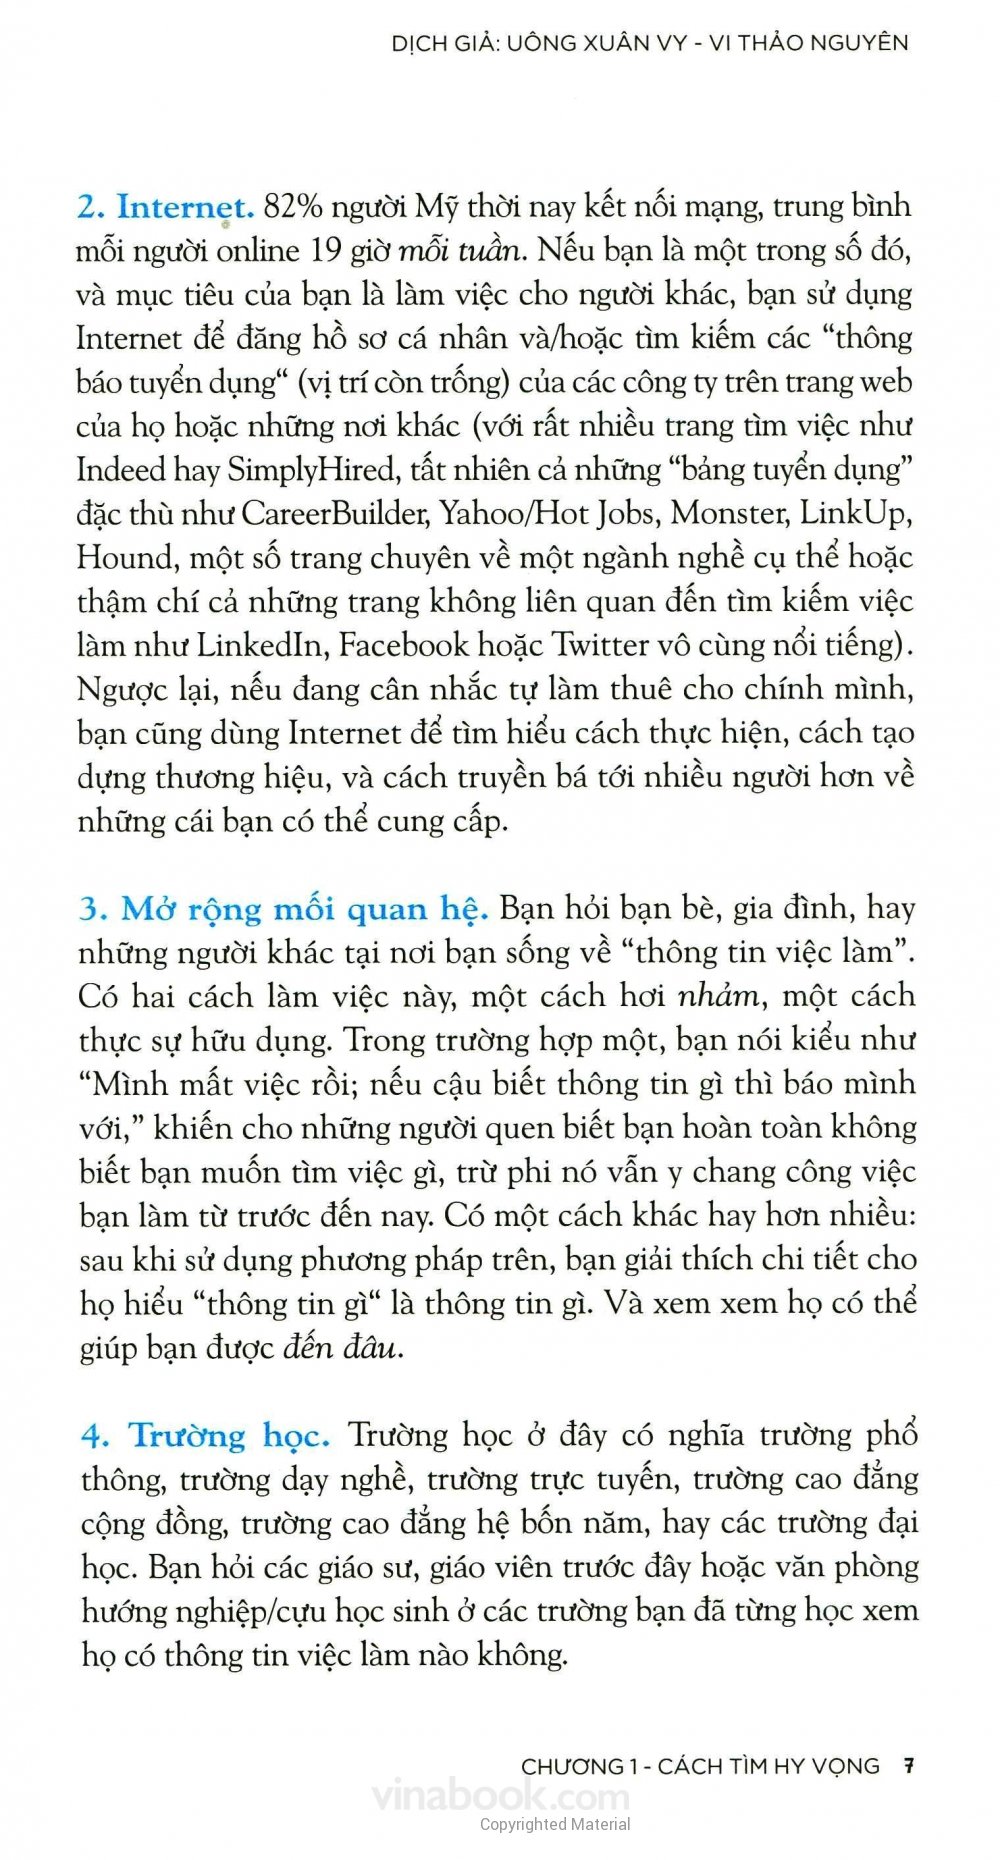 DỊCH GIẢ: UÔNG XUÂN VY - VI THẢO NGUYÊN
2. Internet. 82% người Mỹ thời nay kết nối mạng, trung bình
mỗi người online 19 giờ mỗi tuần. Nếu bạn là một trong số đó,
và mục tiêu của bạn là làm việc cho người khác, bạn sử dụng
Internet để đăng hồ sơ cá nhân và/hoặc tìm kiếm các “thông
báo tuyển dụng“ (vị trí còn trống) của các công ty trên trang web
của họ hoặc những nơi khác (với rất nhiều trang tìm việc như
Indeed hay SimplyHired, tất nhiên cả những “bảng tuyển dụng”
đặc thù như CareerBuilder, Yahoo/Hot Jobs, Monster, LinkUp,
Hound, một số trang chuyên về một ngành nghề cụ thể hoặc
thậm chí cả những trang không liên quan đến tìm kiếm việc
làm như LinkedIn, Facebook hoặc Twitter vô cùng nổi tiếng).
Ngược lại, nếu đang cân nhắc tự làm thuê cho chính mình,
bạn cũng dùng Internet để tìm hiểu cách thực hiện, cách tạo
dựng thương hiệu, và cách truyền bá tới nhiều người hơn về
những cái bạn có thể cung cấp.
3. Mở rộng mối quan hệ. Bạn hỏi bạn bè, gia đình, hay
những người khác tại nơi bạn sống về “thông tin việc làm”.
Có hai cách làm việc này, một cách hơi nhảm, một cách
thực sự hữu dụng. Trong trường hợp một, bạn nói kiểu như
“Mình mất việc rồi; nếu cậu biết thông tin gì thì báo mình
với,” khiến cho những người quen biết bạn hoàn toàn không
biết bạn muốn tìm việc gì, trừ phi nó vẫn y chang công việc
bạn làm từ trước đến nay. Có một cách khác hay hơn nhiều:
sau khi sử dụng phương pháp trên, bạn giải thích chi tiết cho
họ hiểu “thông tin gì“ là thông tin gì. Và xem xem họ có thể
giúp bạn được đến đâu.
4. Trường học. Trường học ở đây có nghĩa trường phổ
thông, trường dạy nghề, trường trực tuyến, trường cao đẳng
cộng đồng, trường cao đẳng hệ bốn năm, hay các trường đại
học. Bạn hỏi các giáo sư, giáo viên trước đây hoặc văn phòng
hướng nghiệp/cựu học sinh ở các trường bạn đã từng học xem
họ có thông tin việc làm nào không.
CHƯƠNG 1 - CÁCH TÌM HY VỌNG 7
vinabook.com
Copyrighted Material